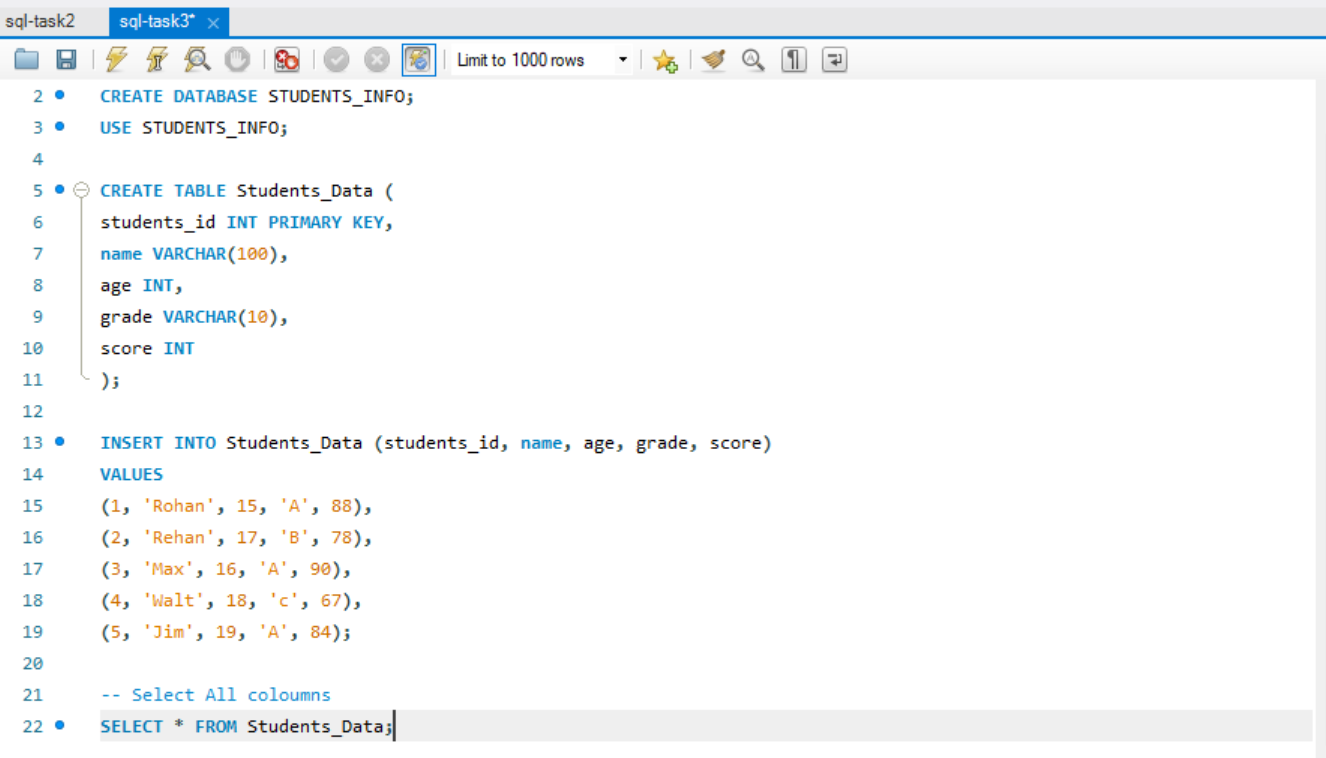 sql-task2 sql-task3*
Limit to 1000 rows
2 CREATE DATABASE STUDENTS_INFO;
3 USE STUDENTS_INFO;
4
5 CREATE TABLE Students_Data (
6 students_id INT PRIMARY KEY,
7 name VARCHAR(100),
8 age INT,
9 grade VARCHAR(10),
10 score INT
11 );
12
13 INSERT INTO Students_Data (students_id, name, age, grade, score)
14 VALUES
15 (1, 'Rohan', 15, 'A', 88),
16 (2, 'Rehan', 17, 'B', 78),
17 (3, 'Max', 16, 'A', 90),
18 (4, 'Walt', 18, 'c', 67),
19 (5, 'Jim', 19, 'A', 84);
20
21 -- Select All coloumns
22 SELECT * FROM Students_Data;